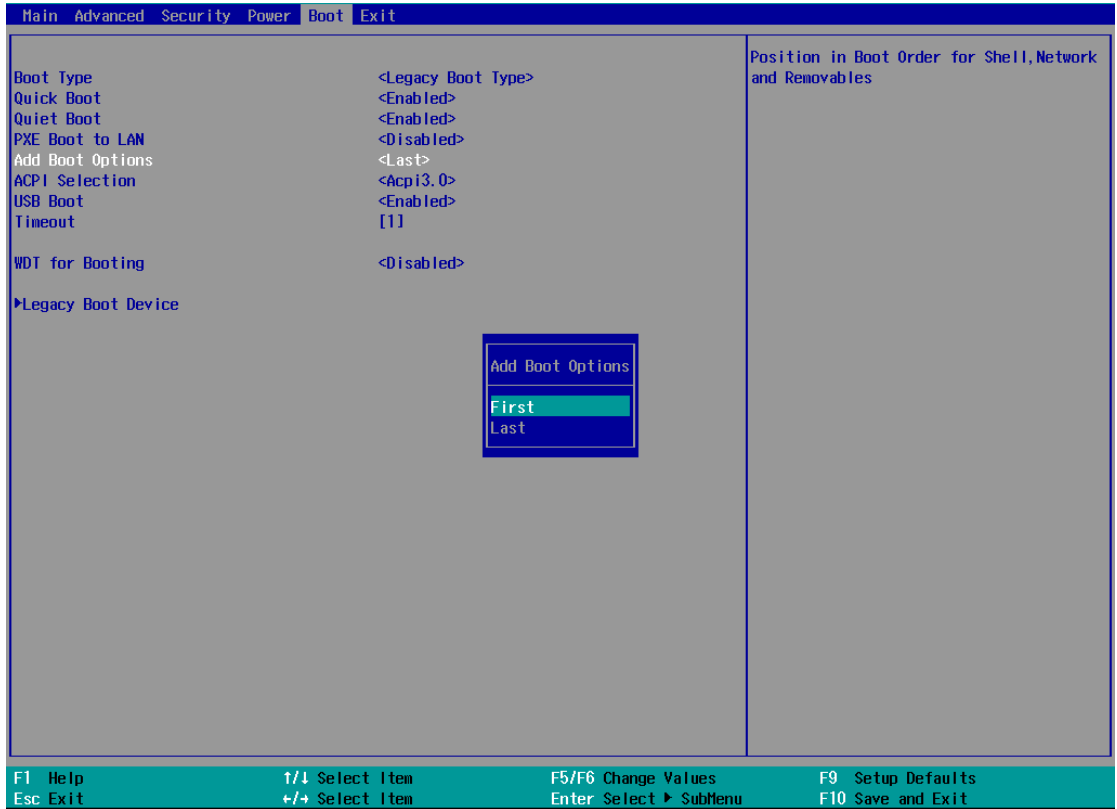 Main Advanced Security Power Boot Exit
Boot Type <Legacy Boot Type>
Quick Boot <Enabled>
Quiet Boot <Enabled>
PXE Boot to LAN <Disabled>
Add Boot Options <Last>
ACPI Selection <Acpi3.0>
USB Boot <Enabled>
Timeout [1]
WDT for Booting <Disabled>
▶Legacy Boot Device
Position in Boot Order for Shell,Network
and Removables
Add Boot Options
First
Last
F1 Help ↑/↓ Select Item F5/F6 Change Values F9 Setup Defaults
Esc Exit ←/→ Select Item Enter Select ▶ SubMenu F10 Save and Exit